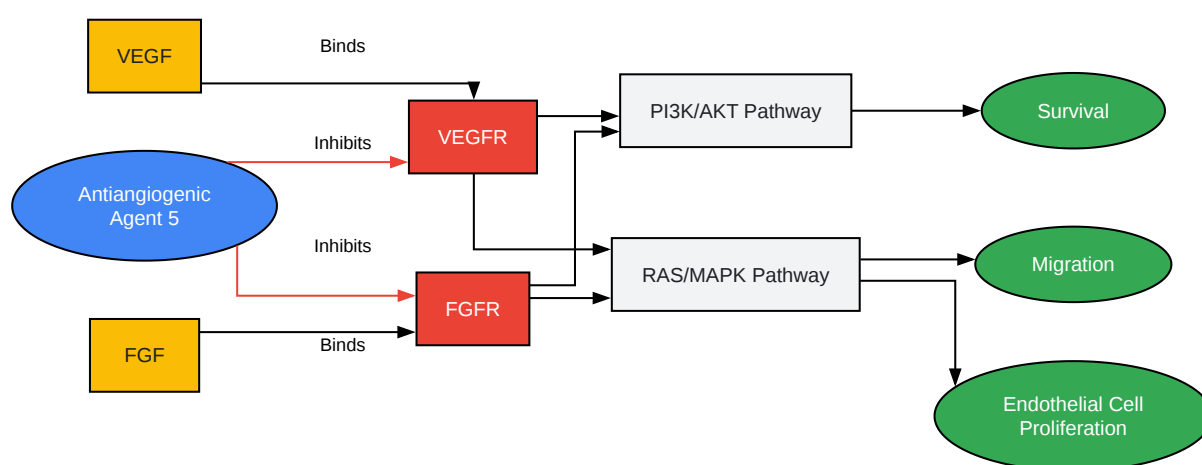 VEGF
Binds
VEGFR
PI3K/AKT Pathway
Survival
Inhibits
Antiangiogenic
Agent 5
Inhibits
FGFR
RAS/MAPK Pathway
Migration
FGF
Binds
Endothelial Cell
Proliferation